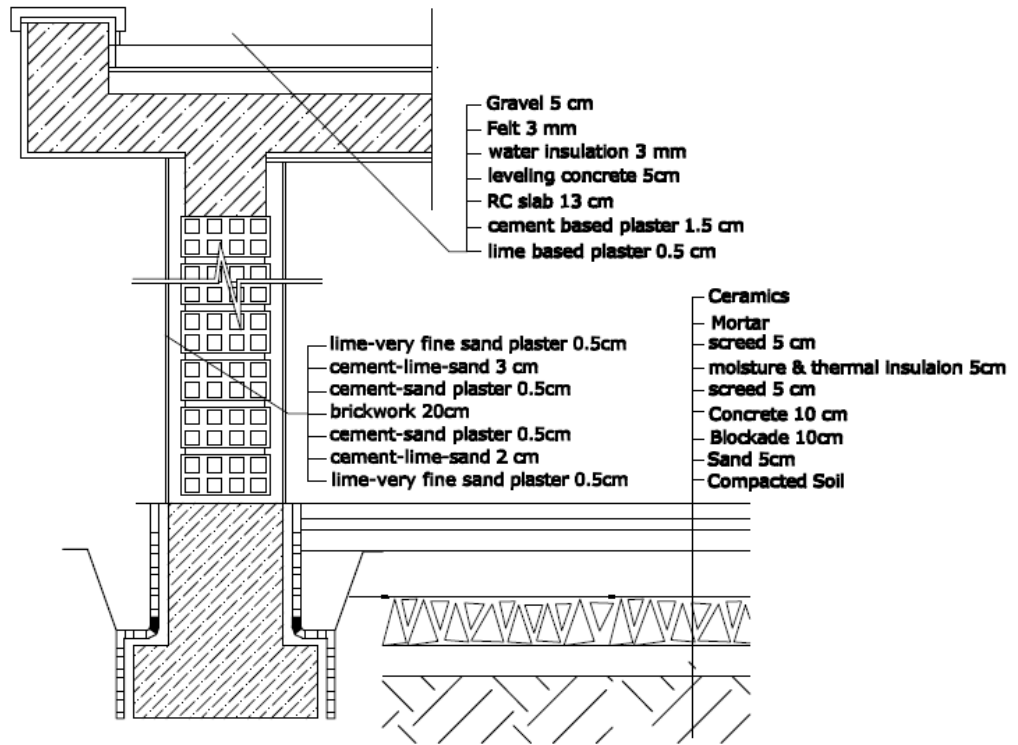 Gravel 5 cm
Felt 3 mm
water insulation 3 mm
leveling concrete 5cm
RC slab 13 cm
cement based plaster 1.5 cm
lime based plaster 0.5 cm
Ceramics
Mortar
screed 5 cm
moisture & thermal insulaion 5cm
screed 5 cm
Concrete 10 cm
Blockade 10cm
Sand 5cm
Compacted Soil
lime-very fine sand plaster 0.5cm
cement-lime-sand 3 cm
cement-sand plaster 0.5cm
brickwork 20cm
cement-sand plaster 0.5cm
cement-lime-sand 2 cm
lime-very fine sand plaster 0.5cm